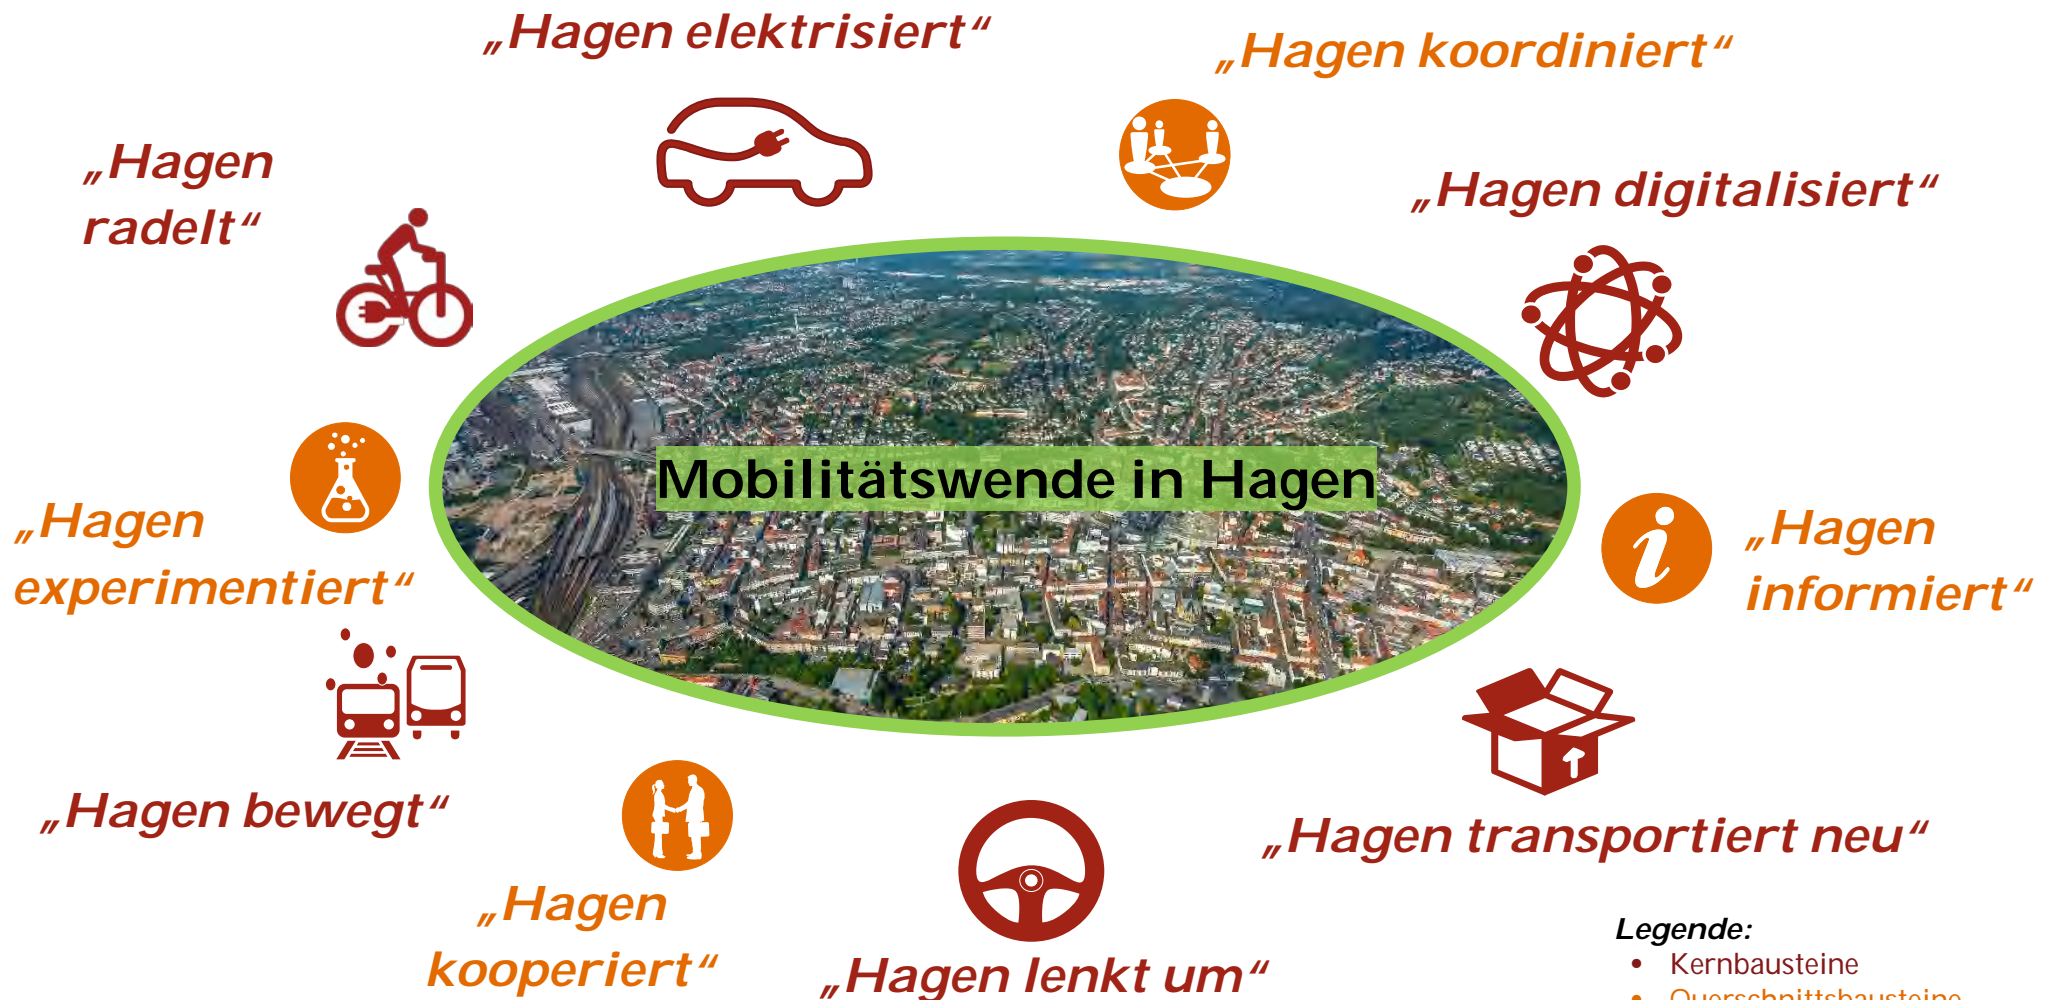 „Hagen elektrisiert“
„Hagen koordiniert“
„Hagen
radelt“
„Hagen digitalisiert“
Mobilitätswende in Hagen
„Hagen
experimentiert“
„Hagen
informiert“
„Hagen bewegt“
„Hagen transportiert neu“
„Hagen
kooperiert“
„Hagen lenkt um“
Legende:
• Kernbausteine
• Querschnittsbausteine